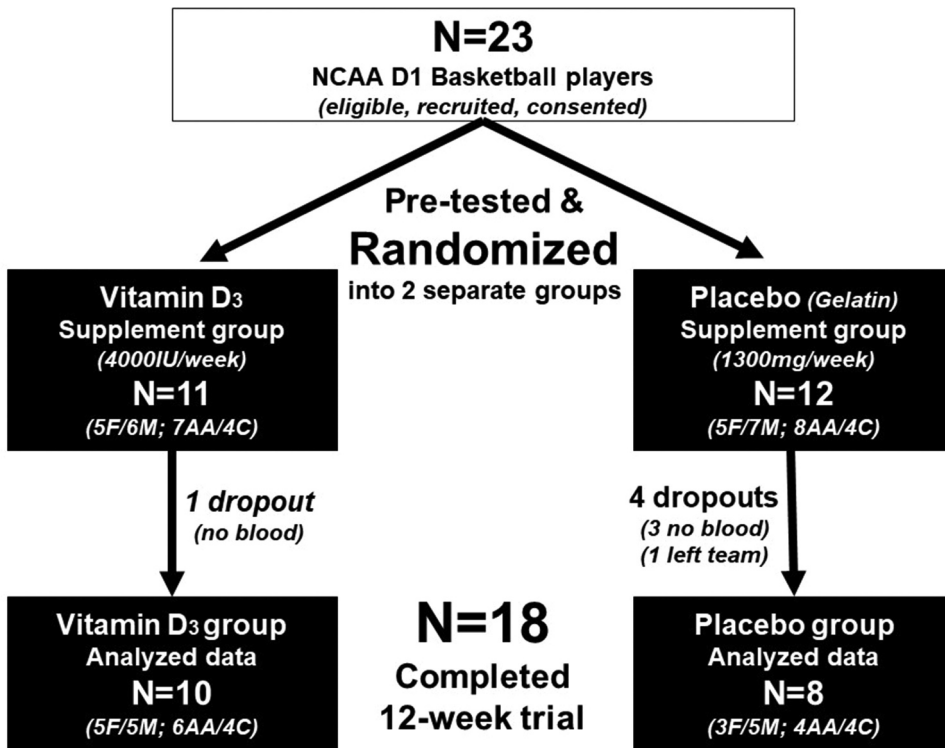 N=23
NCAA D1 Basketball players
(eligible, recruited, consented)
Pre-tested &
Randomized
into 2 separate groups
Vitamin D3
Supplement group
(4000IU/week)
N=11
(5F/6M; 7AA/4C)
Placebo (Gelatin)
Supplement group
(1300mg/week)
N=12
(5F/7M; 8AA/4C)
1 dropout
(no blood)
4 dropouts
(3 no blood)
(1 left team)
Vitamin D3 group
Analyzed data
N=10
(5F/5M; 6AA/4C)
N=18
Completed
12-week trial
Placebo group
Analyzed data
N=8
(3F/5M; 4AA/4C)